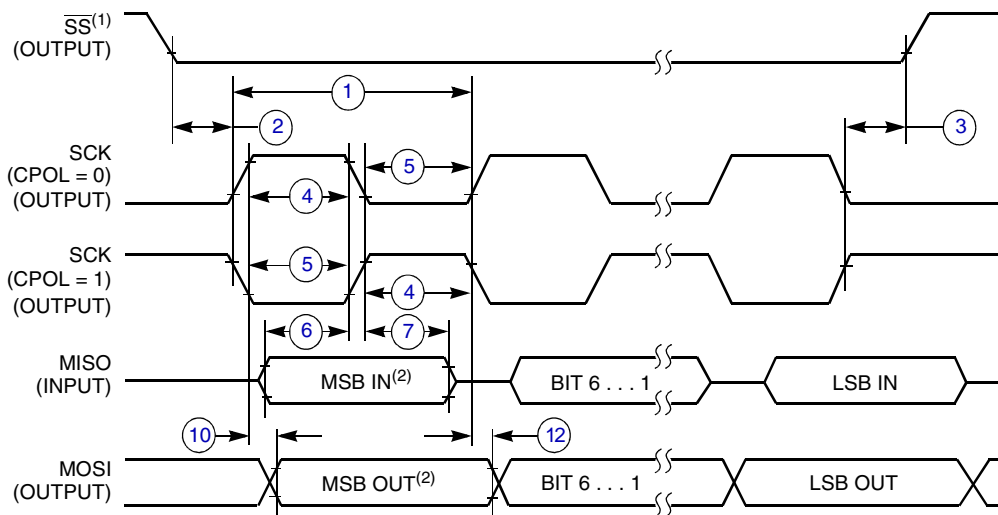 SS(1)
(OUTPUT)
1
2
3
SCK
(CPOL = 0)
(OUTPUT)
5
4
SCK
(CPOL = 1)
(OUTPUT)
5
4
6
7
MISO
(INPUT)
MSB IN(2)
BIT 6 . . . 1
LSB IN
10
12
MOSI
(OUTPUT)
MSB OUT(2)
BIT 6 . . . 1
LSB OUT